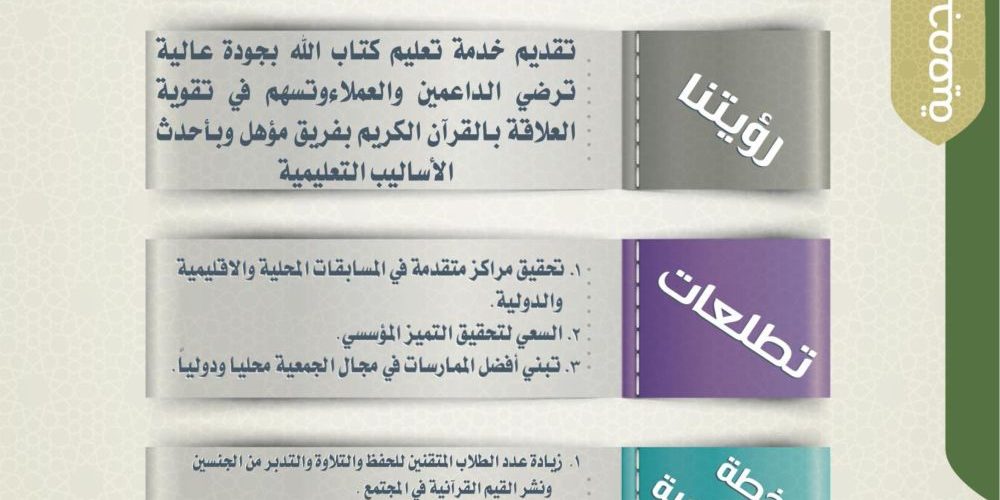 رؤيتنا
تقديم خدمة تعليم كتاب الله بجودة عالية
ترضي الداعمين والعملاءوتسهم في تقوية
العلاقة بالقرآن الكريم بفريق مؤهل وبأحدث
الأساليب التعليمية
تطلعات
١. تحقيق مراكز متقدمة في المسابقات المحلية والاقليمية
والدولية.
٢. السعي لتحقيق التميز المؤسسي.
٣. تبني أفضل الممارسات في مجال الجمعية محليا ودولياً.
١. زيادة عدد الطلاب المتقنين للحفظ والتلاوة والتدبر من الجنسين
ونشر القيم القرآنية في المجتمع .